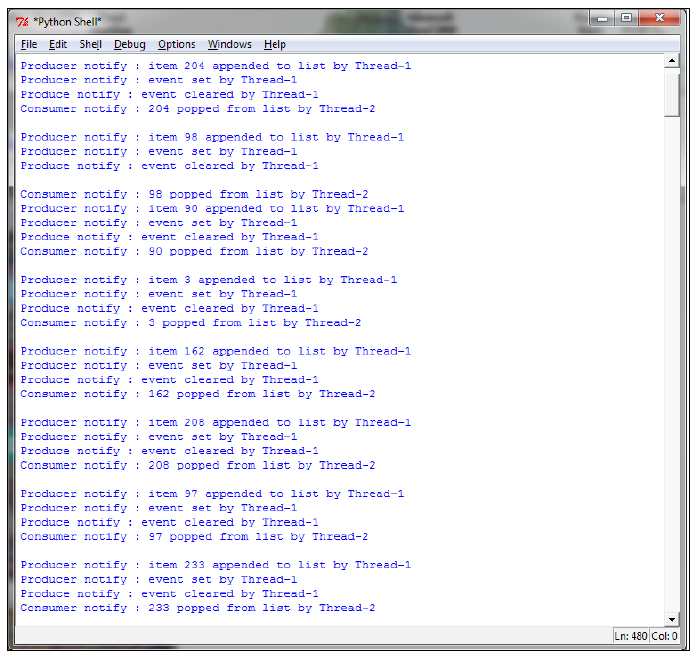 *Python Shell*
File Edit Shell Debug Options Windows Help
Producer notify : item 204 appended to list by Thread-1
Producer notify : event set by Thread-1
Produce notify : event cleared by Thread-1
Consumer notify : 204 popped from list by Thread-2
Producer notify : item 98 appended to list by Thread-1
Producer notify : event set by Thread-1
Produce notify : event cleared by Thread-1
Consumer notify : 98 popped from list by Thread-2
Producer notify : item 90 appended to list by Thread-1
Producer notify : event set by Thread-1
Produce notify : event cleared by Thread-1
Consumer notify : 90 popped from list by Thread-2
Producer notify : item 3 appended to list by Thread-1
Producer notify : event set by Thread-1
Produce notify : event cleared by Thread-1
Consumer notify : 3 popped from list by Thread-2
Producer notify : item 162 appended to list by Thread-1
Producer notify : event set by Thread-1
Produce notify : event cleared by Thread-1
Consumer notify : 162 popped from list by Thread-2
Producer notify : item 208 appended to list by Thread-1
Producer notify : event set by Thread-1
Produce notify : event cleared by Thread-1
Consumer notify : 208 popped from list by Thread-2
Producer notify : item 97 appended to list by Thread-1
Producer notify : event set by Thread-1
Produce notify : event cleared by Thread-1
Consumer notify : 97 popped from list by Thread-2
Producer notify : item 233 appended to list by Thread-1
Producer notify : event set by Thread-1
Produce notify : event cleared by Thread-1
Consumer notify : 233 popped from list by Thread-2
Ln: 480 Col: 0